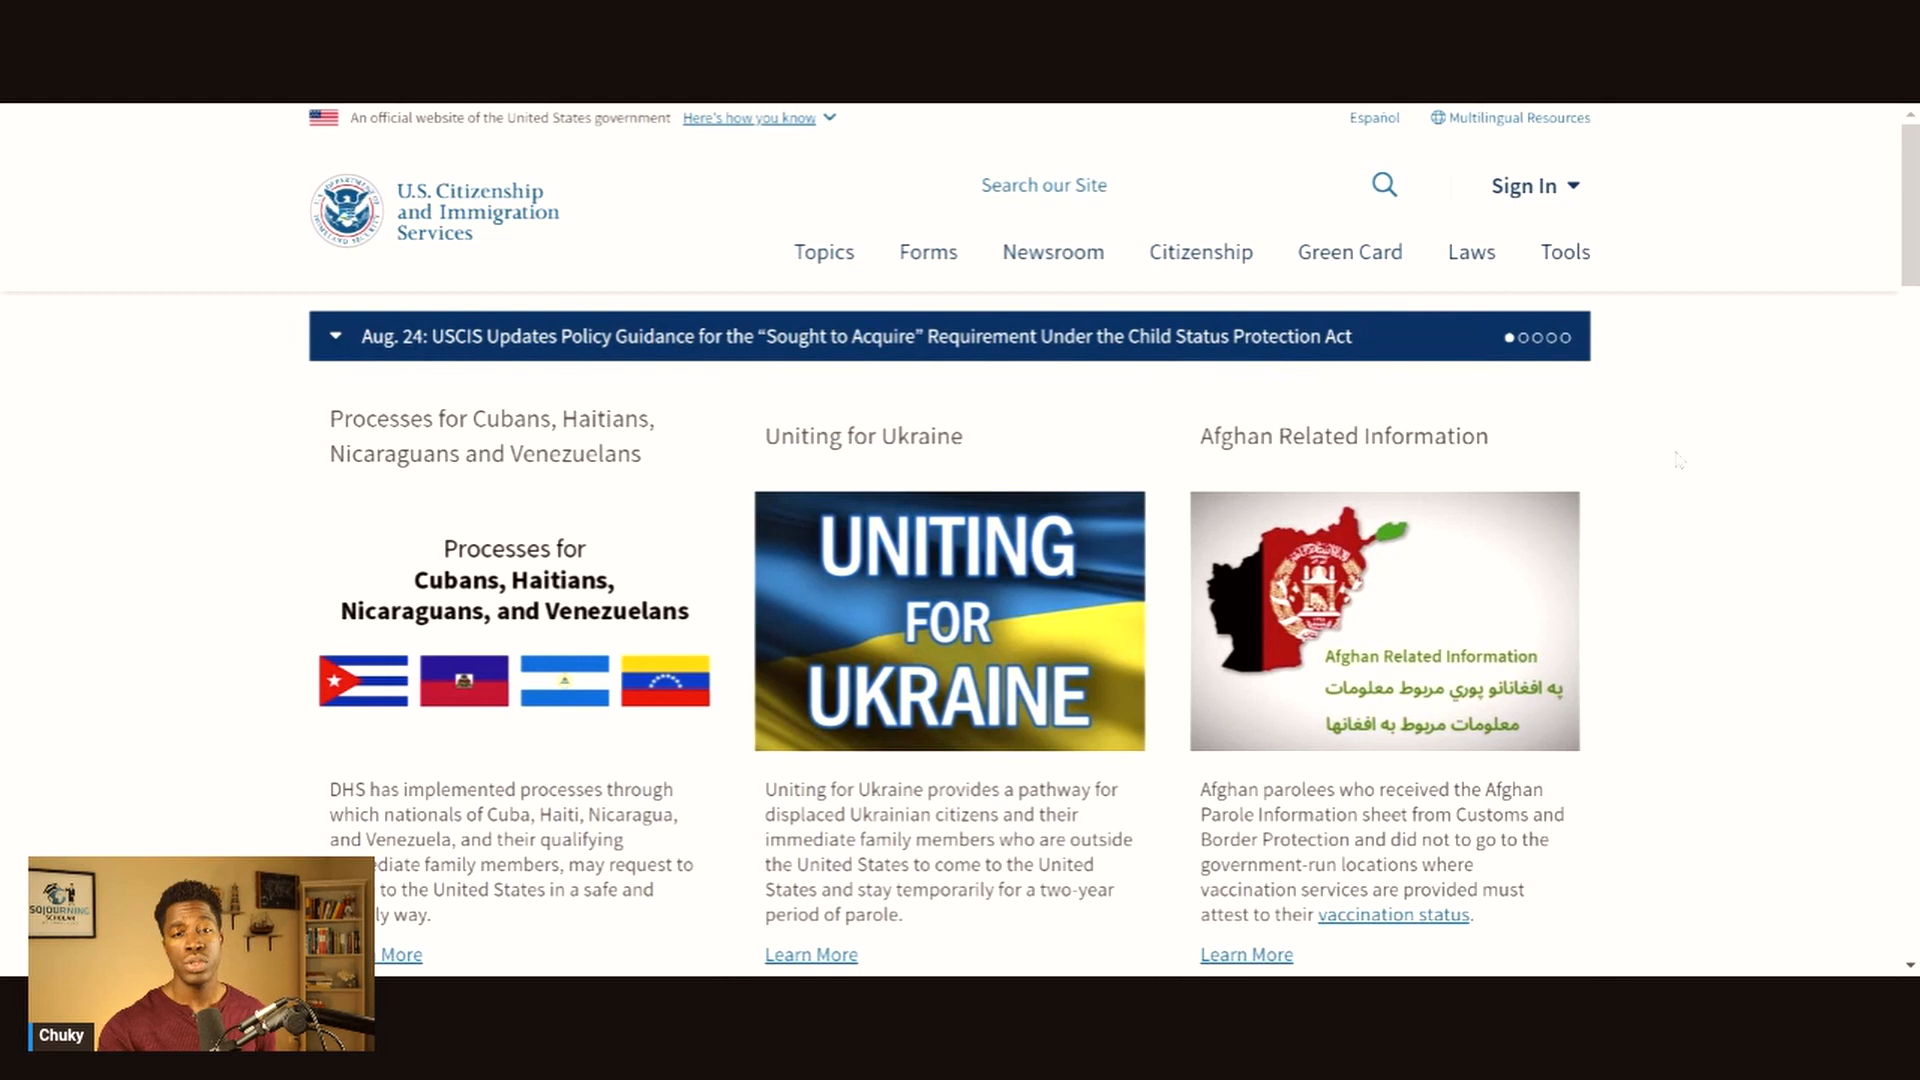 An official website of the United States government Here's how you know
Español Multilingual Resources
U.S. Citizenship
and Immigration
Services
Search our Site
Sign In
Topics Forms Newsroom Citizenship Green Card Laws Tools
Aug. 24: USCIS Updates Policy Guidance for the “Sought to Acquire” Requirement Under the Child Status Protection Act
Processes for Cubans, Haitians,
Nicaraguans and Venezuelans
Processes for
Cubans, Haitians,
Nicaraguans, and Venezuelans
DHS has implemented processes through
which nationals of Cuba, Haiti, Nicaragua,
and Venezuela, and their qualifying
ediate family members, may request to
to the United States in a safe and
ly way.
More
Uniting for Ukraine
UNITING
FOR
UKRAINE
Uniting for Ukraine provides a pathway for
displaced Ukrainian citizens and their
immediate family members who are outside
the United States to come to the United
States and stay temporarily for a two-year
period of parole.
Learn More
Afghan Related Information
Afghan Related Information
په افغانانو پوري مربوط معلومات
معلومات مربوط به افغانها
Afghan parolees who received the Afghan
Parole Information sheet from Customs and
Border Protection and did not to go to the
government-run locations where
vaccination services are provided must
attest to their vaccination status.
Learn More
SOJOURNING
SCHOLAR
Chuky